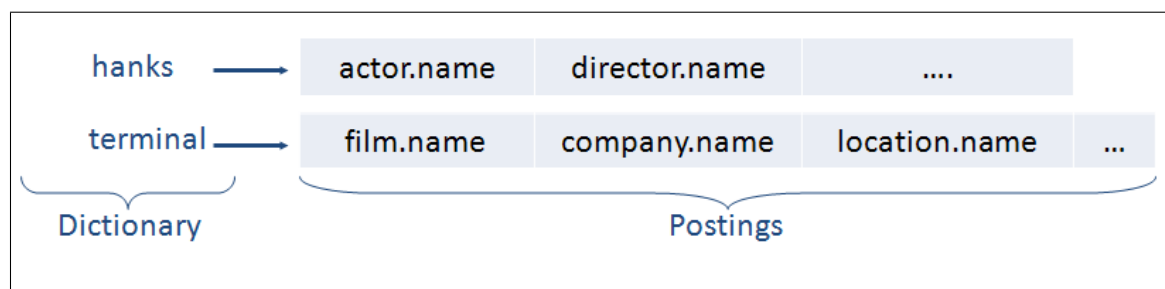 hanks actor.name director.name ....
terminal film.name company.name location.name ...
Dictionary Postings